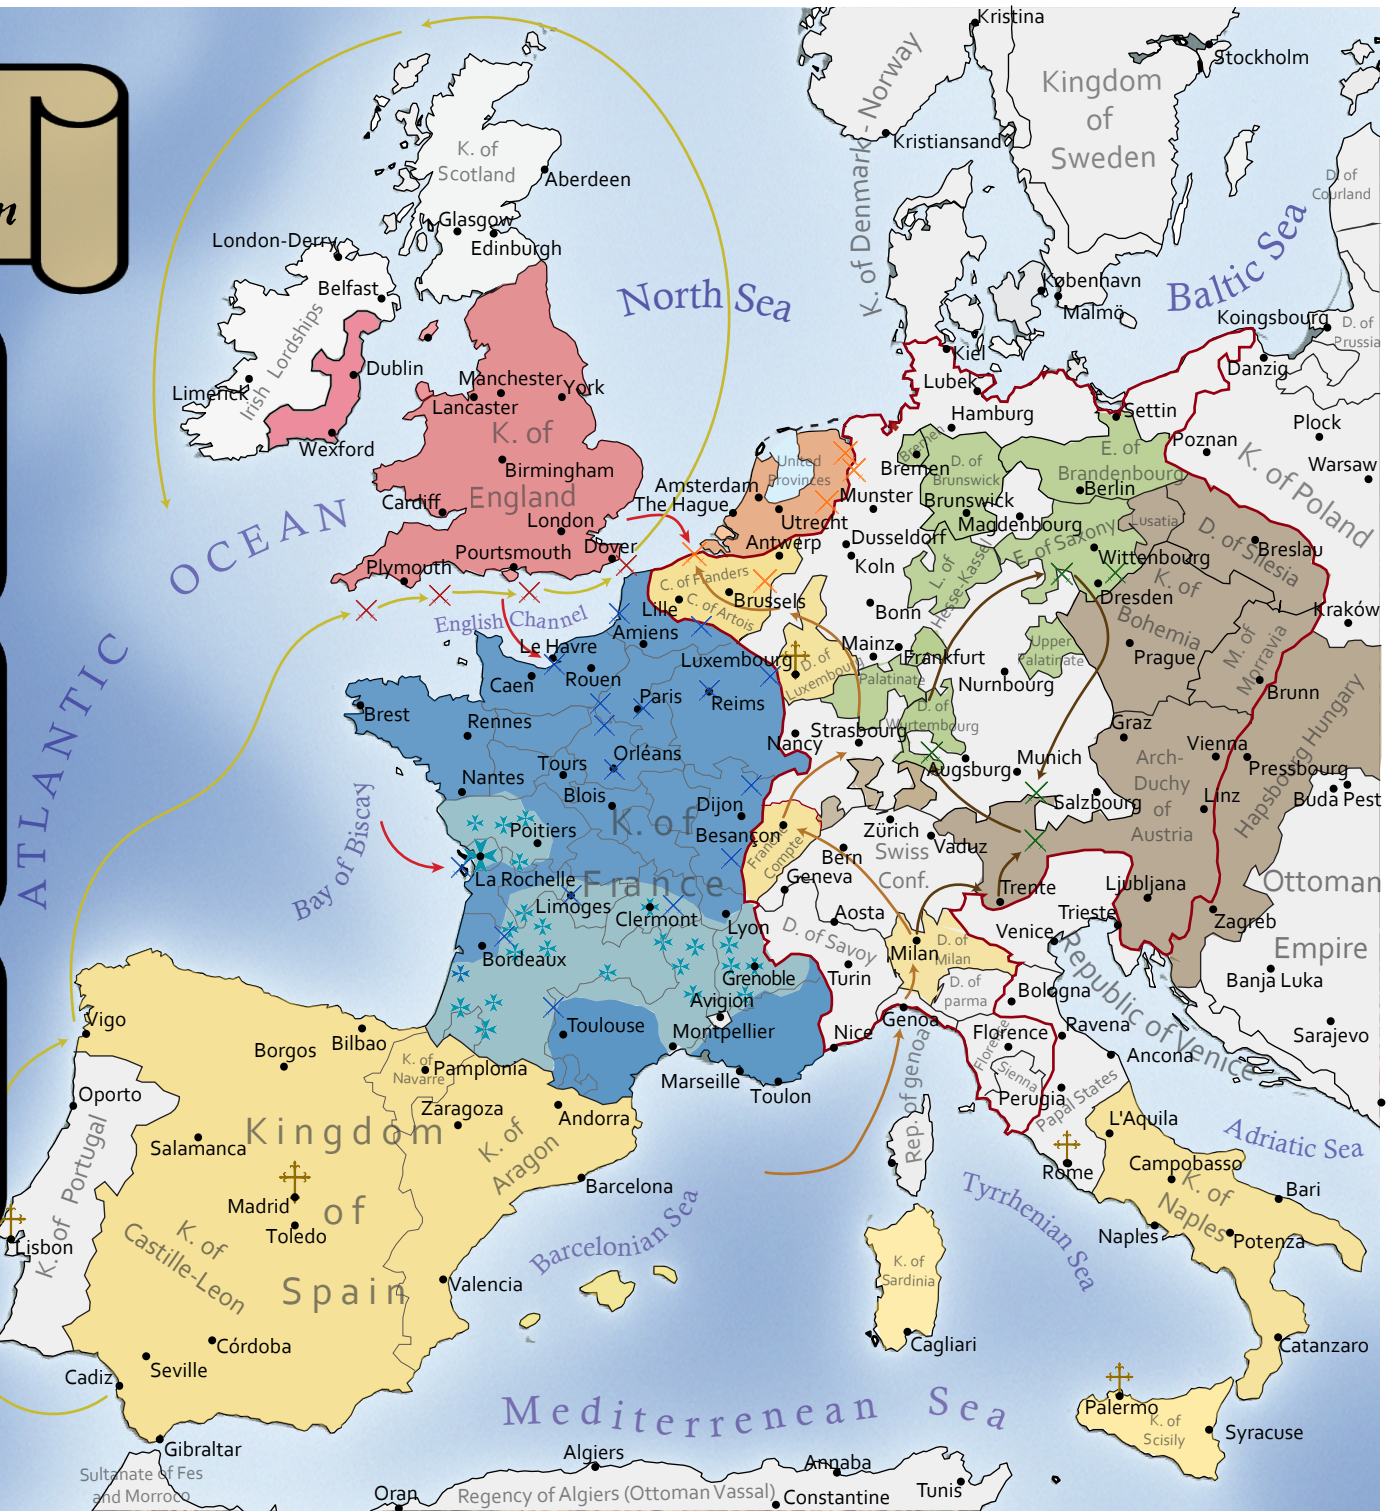 Kristina
Stockholm
Kingdom
of
Sweden
K. of Denmark - Norway
Kristiansand
D. of
Courland
n
K. of
Scotland
Aberdeen
Glasgow
Edinburgh
London-Derry
Belfast
Irish Lordships
Dublin
Limerick
Wexford
North Sea
Baltic Sea
København
Malmö
Koingsbourg
D. of
Prussia
Danzig
Kiel
Lubek
Hamburg
Settin
Manchester
York
Lancaster
K. of
England
Birmingham
Cardiff
London
Pourtsmouth
Dover
Plymouth
OCEAN
ATLANTIC
English Channel
United
Provinces
Amsterdam
The Hague
Utrecht
Antwerp
Munster
Dusseldorf
Koln
Bonn
Bremen
Bremen
D. of
Brunswick
Brunswick
Magdenbourg
E. of
Brandenbourg
Berlin
E. of Saxony
Lusatia
Wittenbourg
Dresden
L. of
Hesse-Kassel
Poznan
Plock
Warsaw
K. of Poland
D. of Silesia
Breslau
Kraków
K. of
Bohemia
Prague
M. of
Morravia
Brunn
C. of Flanders
C. of Artois
Lille
Brussels
Amiens
Luxembourg
D. of
Luxembourg
Mainz
Frankfurt
Palatinate
Upper
Palatinate
Nurnbourg
D. of
Wurtembourg
Strasbourg
Nancy
Augsburg
Munich
Salzbourg
Graz
Vienna
Linz
Pressbourg
Buda Pest
Hapsbourg Hungary
Arch-
Duchy
of
Austria
Le Havre
Caen
Rouen
Paris
Reims
Brest
Rennes
Orléans
Tours
Blois
Nantes
Dijon
Besançon
K. of
France
Poitiers
La Rochelle
Limoges
Clermont
Lyon
Bordeaux
Grenoble
Avigion
Toulouse
Montpellier
Marseille
Toulon
Bay of Biscay
Franche
Compte
Zürich
Vaduz
Bern
Swiss
Conf.
Geneva
Aosta
D. of Savoy
Turin
Nice
Milan
D. of
Milan
D. of
parma
Genoa
Rep. of genoa
Trente
Venice
Trieste
Ljubljana
Zagreb
Republic of Venice
Bologna
Ravena
Florence
Florence
Sienna
Perugia
Papal States
Ancona
Rome
Ottoman
Empire
Banja Luka
Sarajevo
Adriatic Sea
L'Aquila
Campobasso
Bari
K. of
Naples
Naples
Potenza
Catanzaro
Tyrrhenian Sea
K. of
Sardinia
Cagliari
Palermo
K. of
Scisily
Syracuse
Vigo
Borgos
Bilbao
K. of
Navarre
Pamplonia
Oporto
K. of Portugal
Lisbon
Salamanca
Zaragoza
Andorra
K. of
Aragon
Barcelona
Kingdom
of
Spain
Madrid
Toledo
K. of
Castille-Leon
Valencia
Córdoba
Seville
Cadiz
Gibraltar
Barcelonian Sea
Mediterrenean Sea
Sultanate of Fes
and Morroco
Oran
Algiers
Regency of Algiers (Ottoman Vassal)
Annaba
Constantine
Tunis